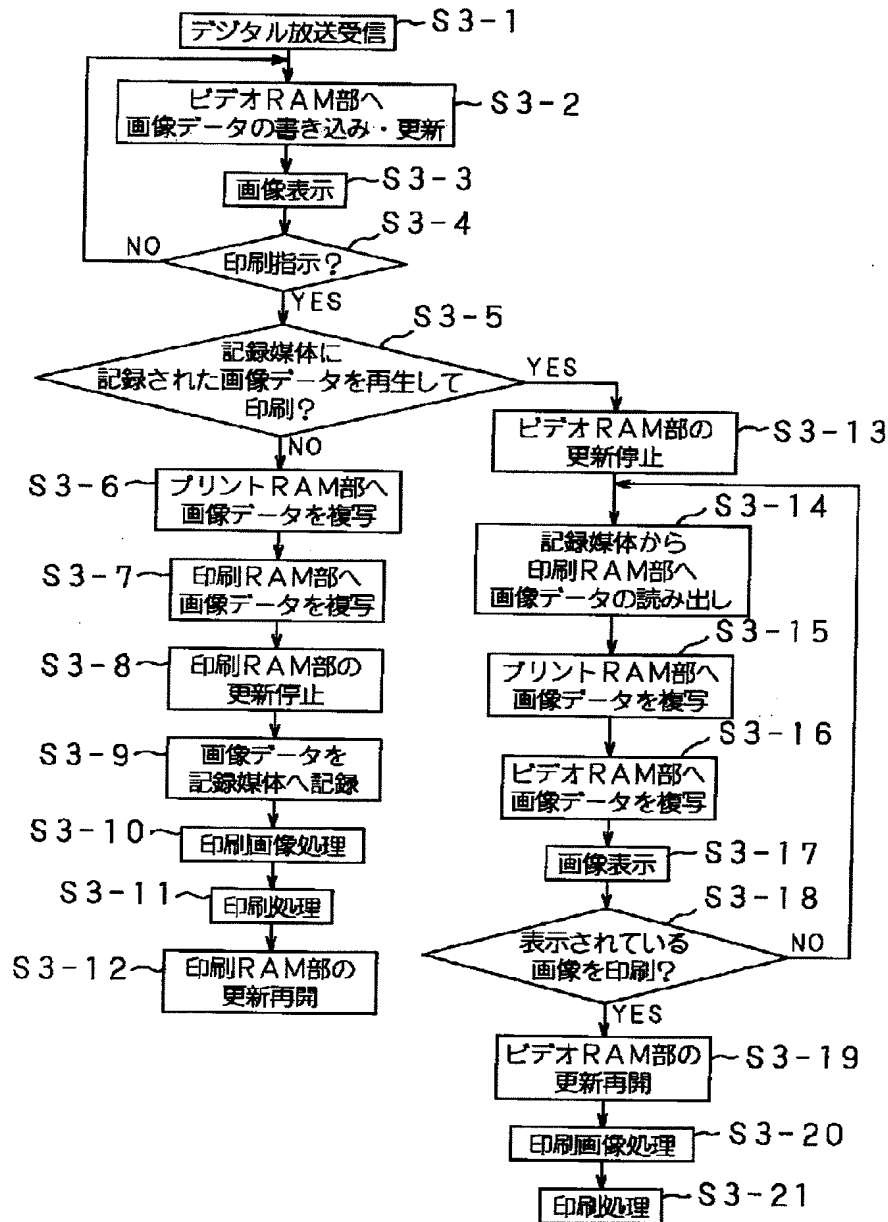 デジタル放送受信
S3-1
ビデオRAM部へ
画像データの書き込み・更新
S3-2
画像表示
S3-3
印刷指示?
S3-4
NO
YES
記録媒体に
記録された画像データを再生して
印刷?
S3-5
YES
NO
S3-6
プリントRAM部へ
画像データを複写
S3-7
印刷RAM部へ
画像データを複写
S3-8
印刷RAM部の
更新停止
S3-9
画像データを
記録媒体へ記録
S3-10
印刷画像処理
S3-11
印刷処理
S3-12
印刷RAM部の
更新再開
ビデオRAM部の
更新停止
S3-13
記録媒体から
印刷RAM部へ
画像データの読み出し
S3-14
プリントRAM部へ
画像データを複写
S3-15
ビデオRAM部へ
画像データを複写
S3-16
画像表示
S3-17
表示されている
画像を印刷?
S3-18
NO
YES
ビデオRAM部の
更新再開
S3-19
印刷画像処理
S3-20
印刷処理
S3-21